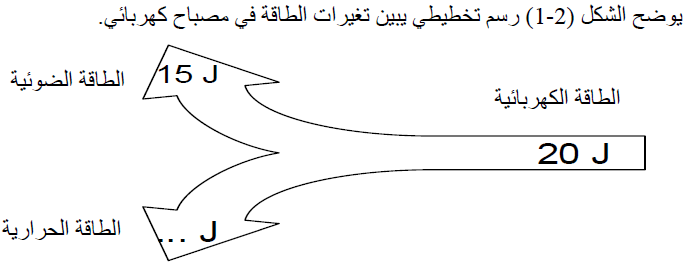 يوضح الشكل (2-1) رسم تخطيطي يبين تغيرات الطاقة في مصباح كهربائي.
الطاقة الضوئية
15 J
الطاقة الكهربائية
20 J
الطاقة الحرارية
... J